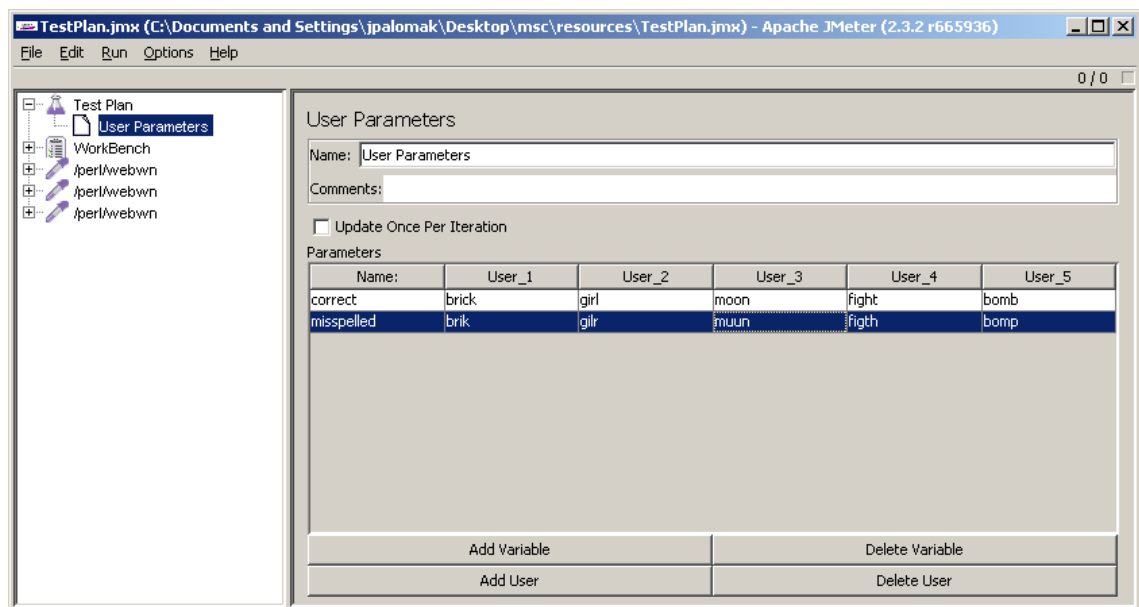 TestPlan.jmx (C:\Documents and Settings\jpalomak\Desktop\msc\resources\TestPlan.jmx) - Apache JMeter (2.3.2 r665936)
File Edit Run Options Help
0 / 0
Test Plan
User Parameters
WorkBench
/perl/webwn
/perl/webwn
/perl/webwn
User Parameters
Name: User Parameters
Comments:
Update Once Per Iteration
Parameters
Name: User_1 User_2 User_3 User_4 User_5
correct brick girl moon fight bomb
misspelled brik gilr muun figth bomp
Add Variable Delete Variable
Add User Delete User